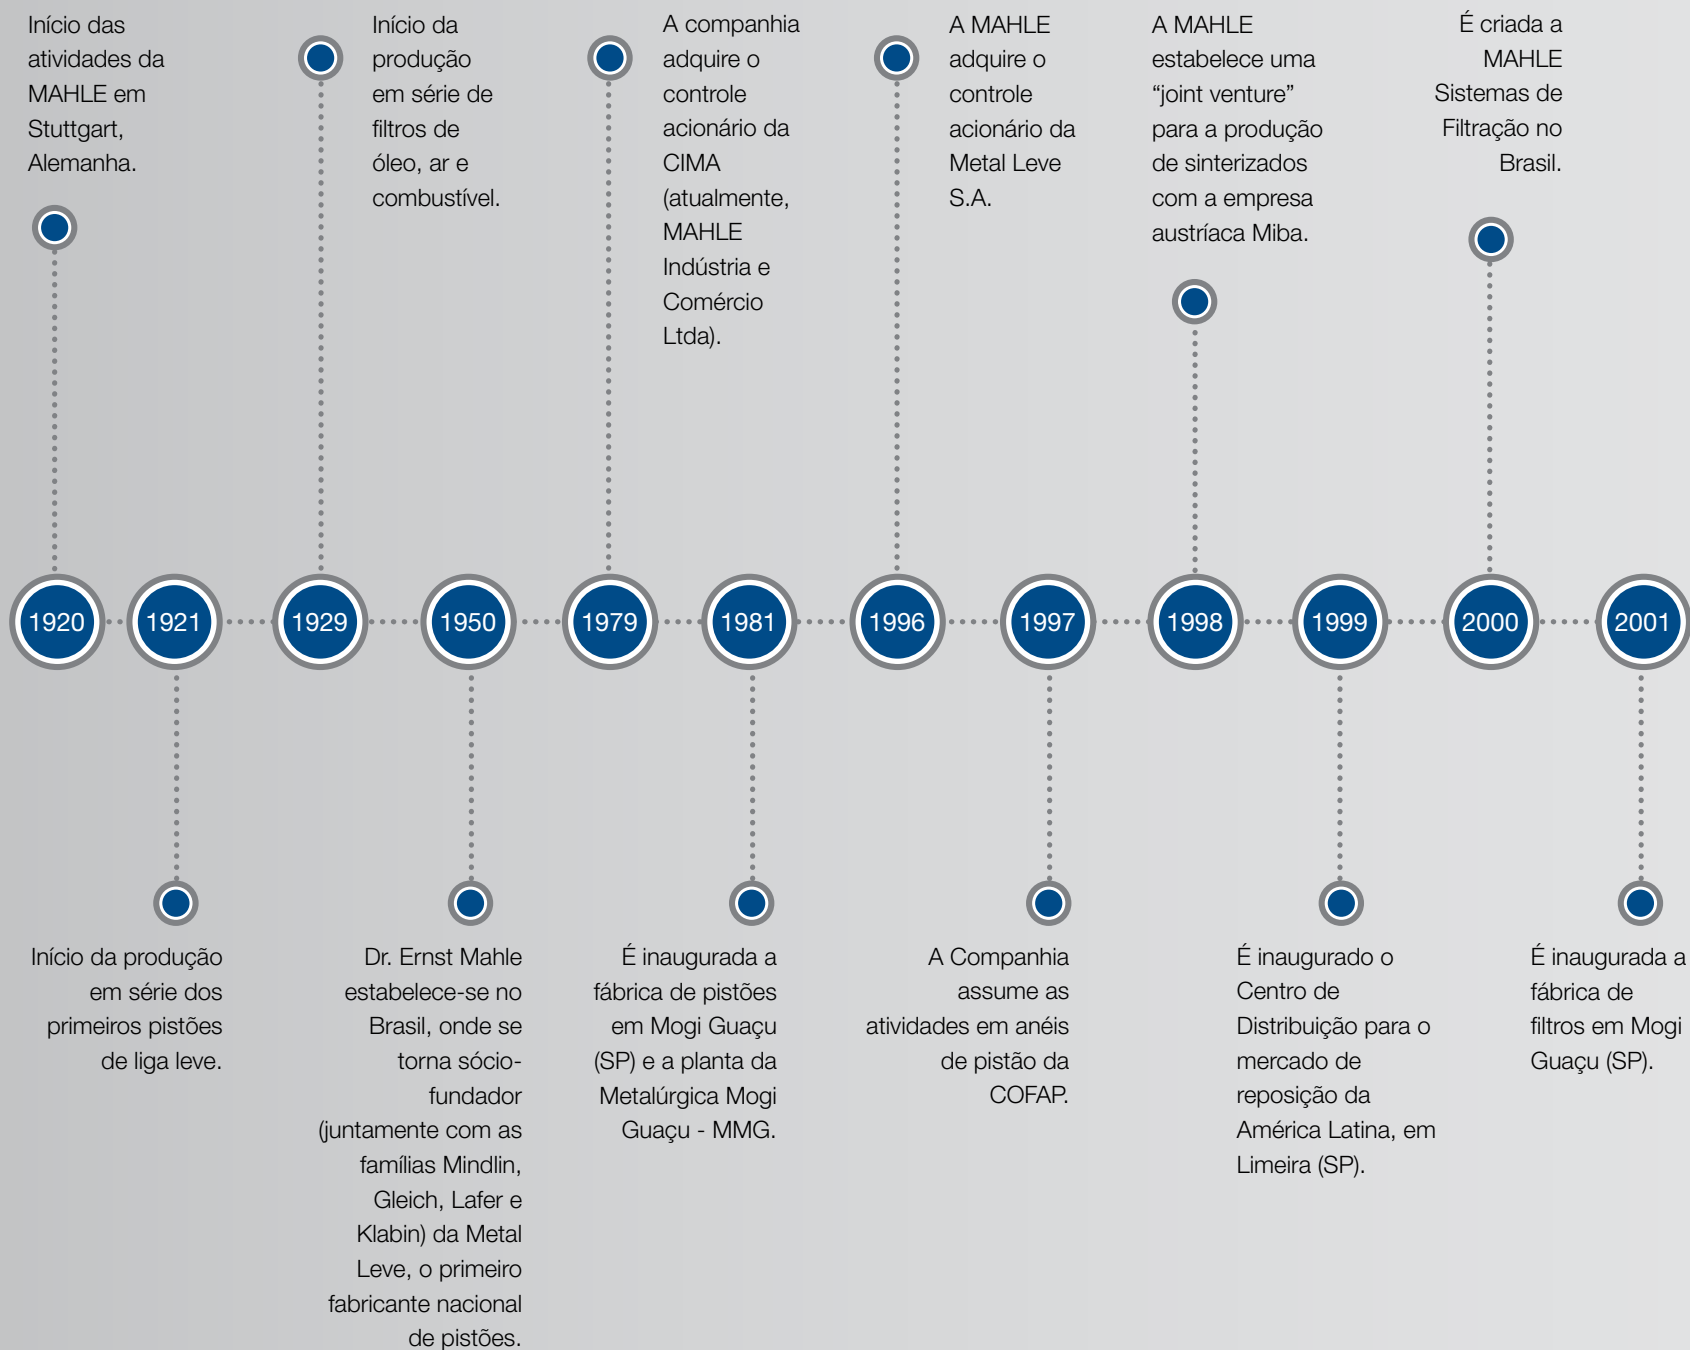 Início das
atividades da
MAHLE em
Stuttgart,
Alemanha.
Início da
produção
em série de
filtros de
óleo, ar e
combustível.
A companhia
adquire o
controle
acionário da
CIMA
(atualmente,
MAHLE
Indústria e
Comércio
Ltda).
A MAHLE
adquire o
controle
acionário da
Metal Leve
S.A.
A MAHLE
estabelece uma
“joint venture”
para a produção
de sinterizados
com a empresa
austríaca Miba.
É criada a
MAHLE
Sistemas de
Filtração no
Brasil.
1920
1921
1929
1950
1979
1981
1996
1997
1998
1999
2000
2001
Início da produção
em série dos
primeiros pistões
de liga leve.
Dr. Ernst Mahle
estabelece-se no
Brasil, onde se
torna sócio-
fundador
(juntamente com as
famílias Mindlin,
Gleich, Lafer e
Klabin) da Metal
Leve, o primeiro
fabricante nacional
de pistões.
É inaugurada a
fábrica de pistões
em Mogi Guaçu
(SP) e a planta da
Metalúrgica Mogi
Guaçu - MMG.
A Companhia
assume as
atividades em anéis
de pistão da
COFAP.
É inaugurado o
Centro de
Distribuição para o
mercado de
reposição da
América Latina, em
Limeira (SP).
É inaugurada a
fábrica de
filtros em Mogi
Guaçu (SP).